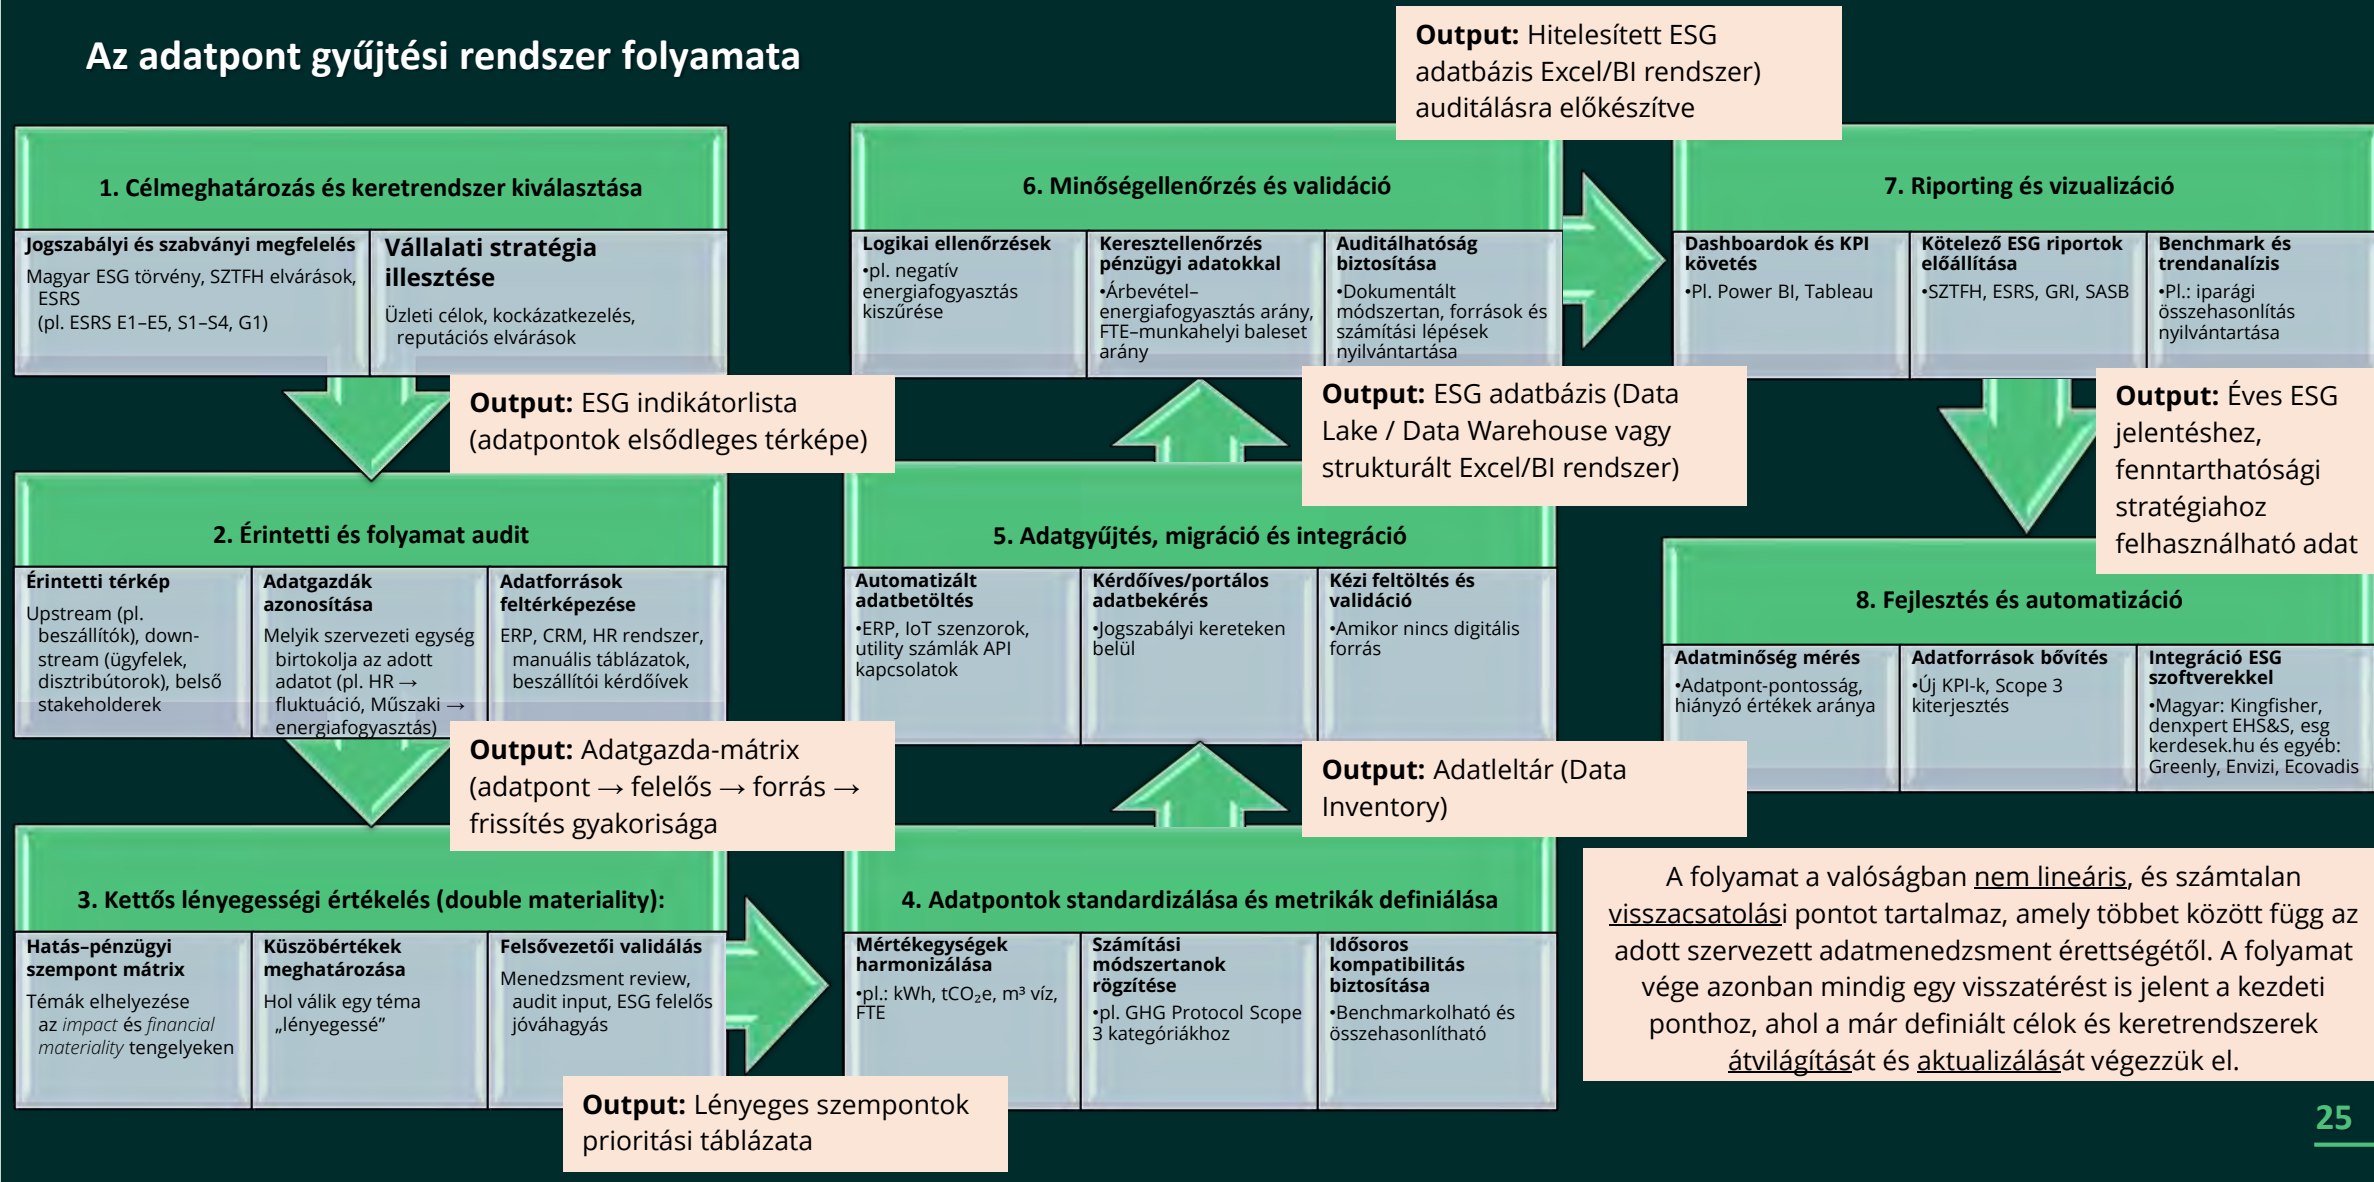 Az adatpont gyűjtési rendszer folyamata
1. Célmeghatározás és keretrendszer kiválasztása
Jogszabályi és szabványi megfelelés
Magyar ESG törvény, SZTFH elvárások,
ESRS
(pl. ESRS E1–E5, S1–S4, G1)
Vállalati stratégia
illesztése
Üzleti célok, kockázatkezelés,
reputációs elvárások
Output: ESG indikátorlista
(adatpontok elsődleges térképe)
2. Érintetti és folyamat audit
Érintetti térkép
Upstream (pl.
beszállítók), down-
stream (ügyfelek,
disztribútorok), belső
stakeholderek
Adatgazdák
azonosítása
Melyik szervezeti egység
birtokolja az adott
adatot (pl. HR →
fluktuáció, Műszaki →
energiafogyasztás)
Adatforrások
feltérképezése
ERP, CRM, HR rendszer,
manuális táblázatok,
beszállítói kérdőívek
Output: Adatgazda-mátrix
(adatpont → felelős → forrás →
frissítés gyakorisága
3. Kettős lényegességi értékelés (double materiality):
Hatás–pénzügyi
szempont mátrix
Témák elhelyezése
az impact és financial
materiality tengelyeken
Küszöbértékek
meghatározása
Hol válik egy téma
„lényegessé”
Felsővezetői validálás
Menedzsment review,
audit input, ESG felelős
jóváhagyás
Output: Lényeges szempontok
prioritási táblázata
4. Adatpontok standardizálása és metrikák definiálása
Mértékegységek
harmonizálása
•pl.: kWh, tCO₂e, m³ víz,
FTE
Számítási
módszertanok
rögzítése
•pl. GHG Protocol Scope
3 kategóriákhoz
Idősoros
kompatibilitás
biztosítása
•Benchmarkolható és
összehasonlítható
Output: Adatleltár (Data
Inventory)
5. Adatgyűjtés, migráció és integráció
Automatizált
adatbetöltés
•ERP, IoT szenzorok,
utility számlák API
kapcsolatok
Kérdőíves/portálos
adatbekérés
•Jogszabályi kereteken
belül
Kézi feltöltés és
validáció
•Amikor nincs digitális
forrás
Output: ESG adatbázis (Data
Lake / Data Warehouse vagy
strukturált Excel/BI rendszer)
6. Minőségellenőrzés és validáció
Logikai ellenőrzések
•pl. negatív
energiafogyasztás
kiszűrése
Keresztellenőrzés
pénzügyi adatokkal
•Árbevétel–
energiafogyasztás arány,
FTE–munkahelyi baleset
arány
Auditálhatóság
biztosítása
•Dokumentált
módszertan, források és
számítási lépések
nyilvántartása
Output: Hitelesített ESG
adatbázis Excel/BI rendszer)
auditálásra előkészítve
7. Riporting és vizualizáció
Dashboardok és KPI
követés
•Pl. Power BI, Tableau
Kötelező ESG riportok
előállítása
•SZTFH, ESRS, GRI, SASB
Benchmark és
trendanalízis
•Pl.: iparági
összehasonlítás
nyilvántartása
Output: Éves ESG
jelentéshez,
fenntarthatósági
stratégiahoz
felhasználható adat
8. Fejlesztés és automatizáció
Adatminőség mérés
•Adatpont-pontosság,
hiányzó értékek aránya
Adatforrások bővítés
•Új KPI-k, Scope 3
kiterjesztés
Integráció ESG
szoftverekkel
•Magyar: Kingfisher,
denxpert EHS&S, esg
kerdesek.hu és egyéb:
Greenly, Envizi, Ecovadis
A folyamat a valóságban nem lineáris, és számtalan
visszacsatolási pontot tartalmaz, amely többet között függ az
adott szervezett adatmenedzsment érettségétől. A folyamat
vége azonban mindig egy visszatérést is jelent a kezdeti
ponthoz, ahol a már definiált célok és keretrendszerek
átvilágítását és aktualizálását végezzük el.
25